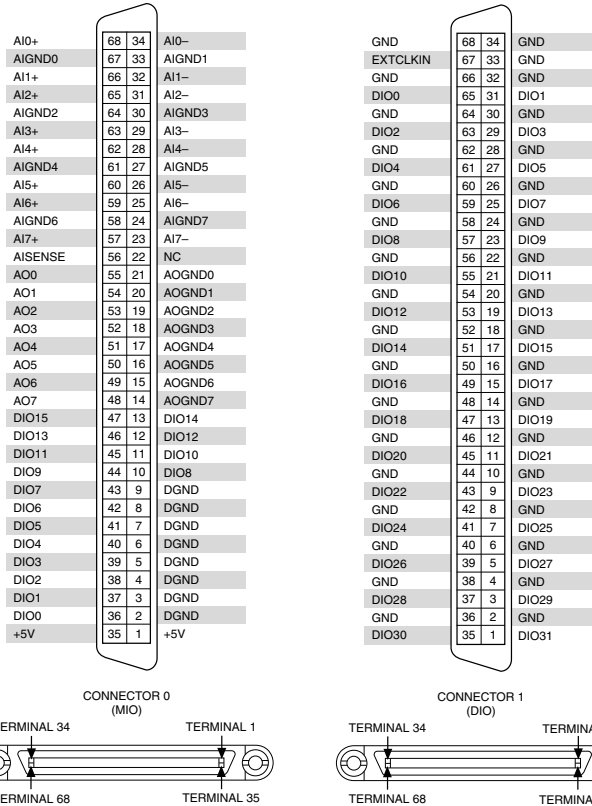 AI0+ 68 34 AI0–
AIGND0 67 33 AIGND1
AI1+ 66 32 AI1–
AI2+ 65 31 AI2–
AIGND2 64 30 AIGND3
AI3+ 63 29 AI3–
AI4+ 62 28 AI4–
AIGND4 61 27 AIGND5
AI5+ 60 26 AI5–
AI6+ 59 25 AI6–
AIGND6 58 24 AIGND7
AI7+ 57 23 AI7–
AISENSE 56 22 NC
AO0 55 21 AOGND0
AO1 54 20 AOGND1
AO2 53 19 AOGND2
AO3 52 18 AOGND3
AO4 51 17 AOGND4
AO5 50 16 AOGND5
AO6 49 15 AOGND6
AO7 48 14 AOGND7
DIO15 47 13 DIO14
DIO13 46 12 DIO12
DIO11 45 11 DIO10
DIO9 44 10 DIO8
DIO7 43 9 DGND
DIO6 42 8 DGND
DIO5 41 7 DGND
DIO4 40 6 DGND
DIO3 39 5 DGND
DIO2 38 4 DGND
DIO1 37 3 DGND
DIO0 36 2 DGND
+5V 35 1 +5V
CONNECTOR 0
(MIO)
ERMINAL 34 TERMINAL 1
ERMINAL 68 TERMINAL 35
GND 68 34 GND
EXTCLKIN 67 33 GND
GND 66 32 GND
DIO0 65 31 DIO1
GND 64 30 GND
DIO2 63 29 DIO3
GND 62 28 GND
DIO4 61 27 DIO5
GND 60 26 GND
DIO6 59 25 DIO7
GND 58 24 GND
DIO8 57 23 DIO9
GND 56 22 GND
DIO10 55 21 DIO11
GND 54 20 GND
DIO12 53 19 DIO13
GND 52 18 GND
DIO14 51 17 DIO15
GND 50 16 GND
DIO16 49 15 DIO17
GND 48 14 GND
DIO18 47 13 DIO19
GND 46 12 GND
DIO20 45 11 DIO21
GND 44 10 GND
DIO22 43 9 DIO23
GND 42 8 GND
DIO24 41 7 DIO25
GND 40 6 GND
DIO26 39 5 DIO27
GND 38 4 GND
DIO28 37 3 DIO29
GND 36 2 GND
DIO30 35 1 DIO31
CONNECTOR 1
(DIO)
TERMINAL 34 TERMINA
TERMINAL 68 TERMINA